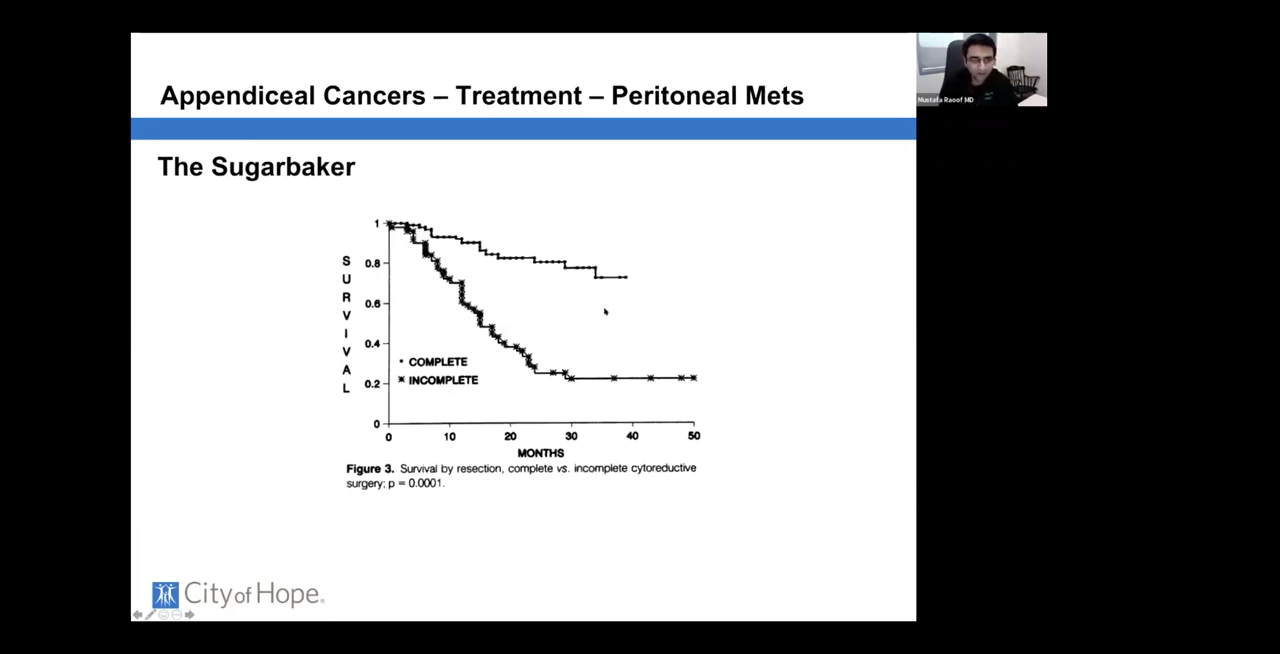 Appendiceal Cancers – Treatment – Peritoneal Mets
Mustafa Raoof MD
The Sugarbaker
SURVIVAL
1
0.8
0.6
0.4
0.2
0
COMPLETE
INCOMPLETE
0 10 20 30 40 50
MONTHS
Figure 3. Survival by resection, complete vs. incomplete cytoreductive
surgery; p = 0.0001.
City of Hope®